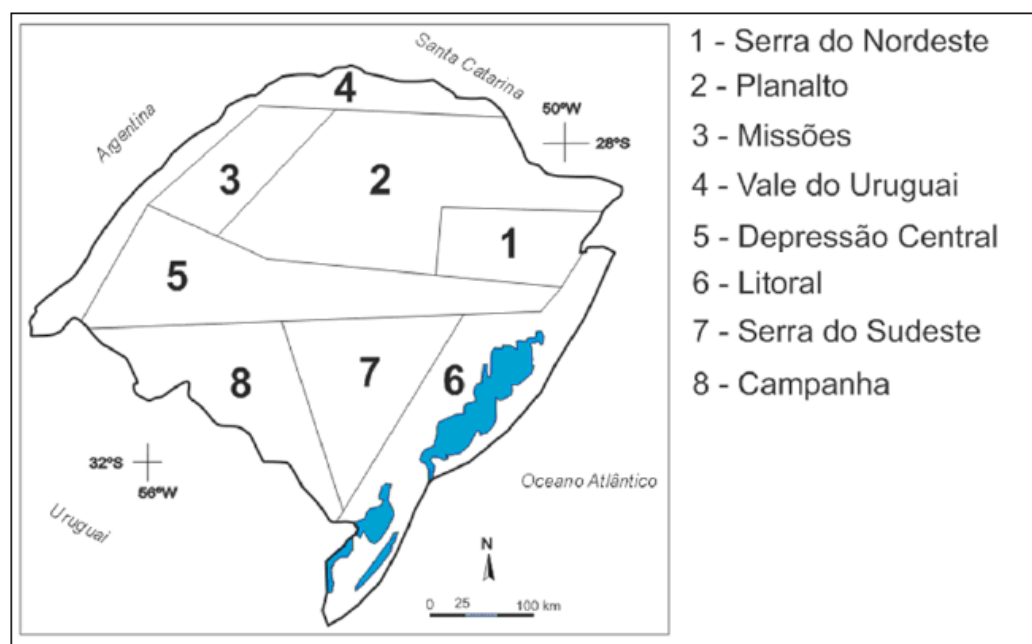 Santa Catarina
4
50ºW
28ºS
Argentina
3
2
1
5
6
7
8
32ºS
56ºW
Uruguai
Oceano Atlântico
N
0 25 100 km
1 - Serra do Nordeste
2 - Planalto
3 - Missões
4 - Vale do Uruguai
5 - Depressão Central
6 - Litoral
7 - Serra do Sudeste
8 - Campanha